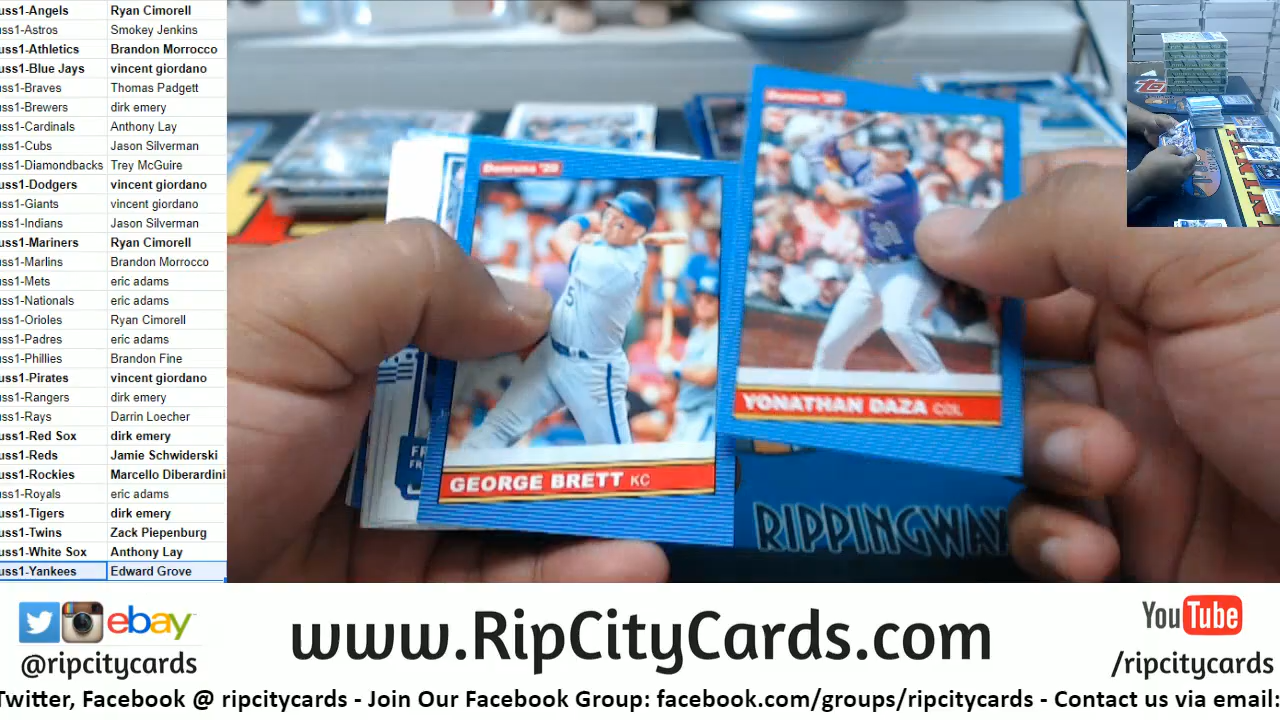 uss1-Angels Ryan Cimorell
uss1-Astros Smokey Jenkins
uss1-Athletics Brandon Morrocco
uss1-Blue Jays vincent giordano
uss1-Braves Thomas Padgett
uss1-Brewers dirk emery
uss1-Cardinals Anthony Lay
uss1-Cubs Jason Silverman
uss1-Diamondbacks Trey McGuire
uss1-Dodgers vincent giordano
uss1-Giants vincent giordano
uss1-Indians Jason Silverman
uss1-Mariners Ryan Cimorell
uss1-Marlins Brandon Morrocco
uss1-Mets eric adams
uss1-Nationals eric adams
uss1-Orioles Ryan Cimorell
uss1-Padres eric adams
uss1-Phillies Brandon Fine
uss1-Pirates vincent giordano
uss1-Rangers dirk emery
uss1-Rays Darrin Loecher
uss1-Red Sox dirk emery
uss1-Reds Jamie Schwiderski
uss1-Rockies Marcello Diberardini
uss1-Royals eric adams
uss1-Tigers dirk emery
uss1-Twins Zack Piepenburg
uss1-White Sox Anthony Lay
uss1-Yankees Edward Grove
Donruss '20
Donruss '20
5
YONATHAN DAZA COL
GEORGE BRETT KC
RIPPINGWAX
ebay
@ripcitycards
www.RipCityCards.com
YouTube
/ripcitycards
Twitter, Facebook @ ripcitycards - Join Our Facebook Group: facebook.com/groups/ripcitycards - Contact us via email: